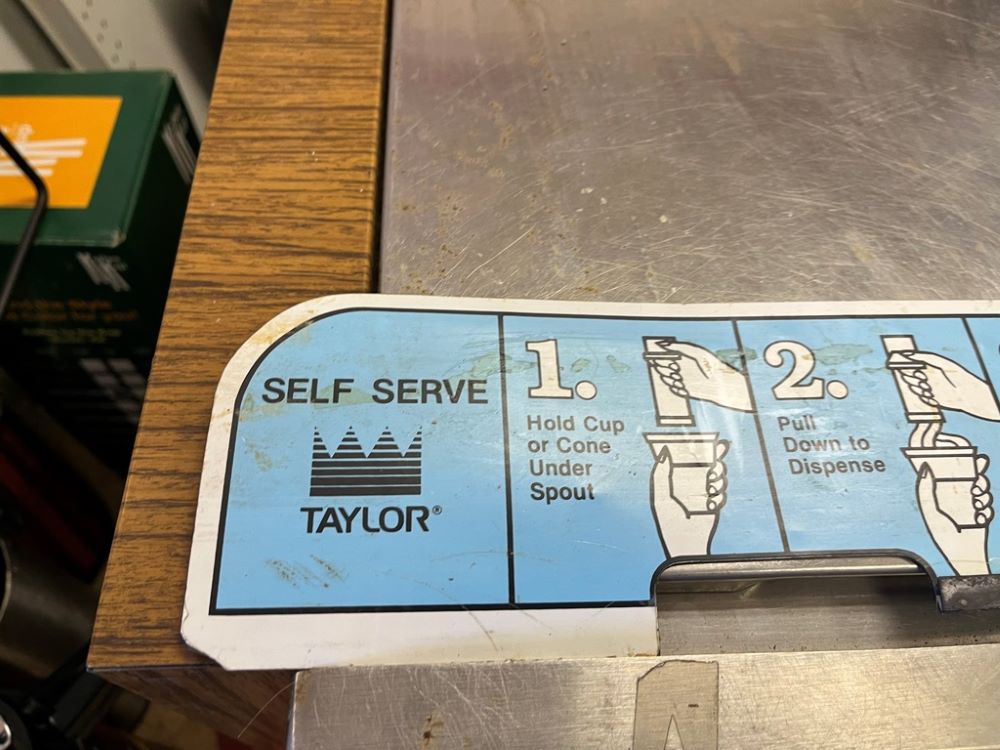 SELF SERVE
TAYLOR®
1.
Hold Cup
or Cone
Under
Spout
2.
Pull
Down to
Dispense